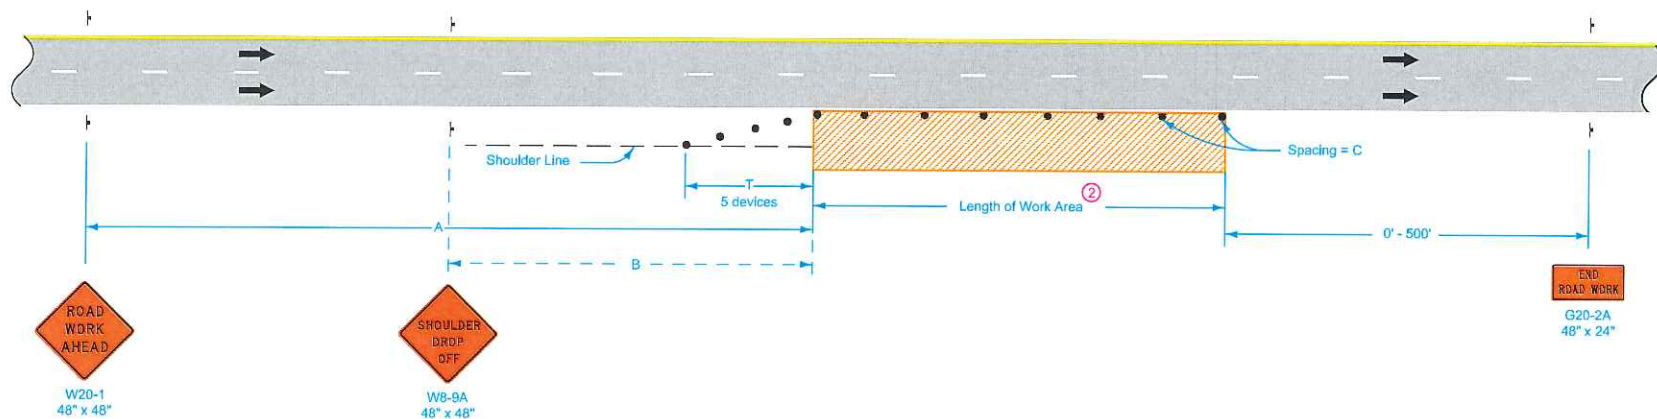 Shoulder Line
Spacing = C
T
5 devices
②
Length of Work Area
A
0' - 500'
B
ROAD
WORK
AHEAD
W20-1
48" x 48"
SHOULDER
DROP
OFF
W8-9A
48" x 48"
END
ROAD WORK
G20-2A
48" x 24"